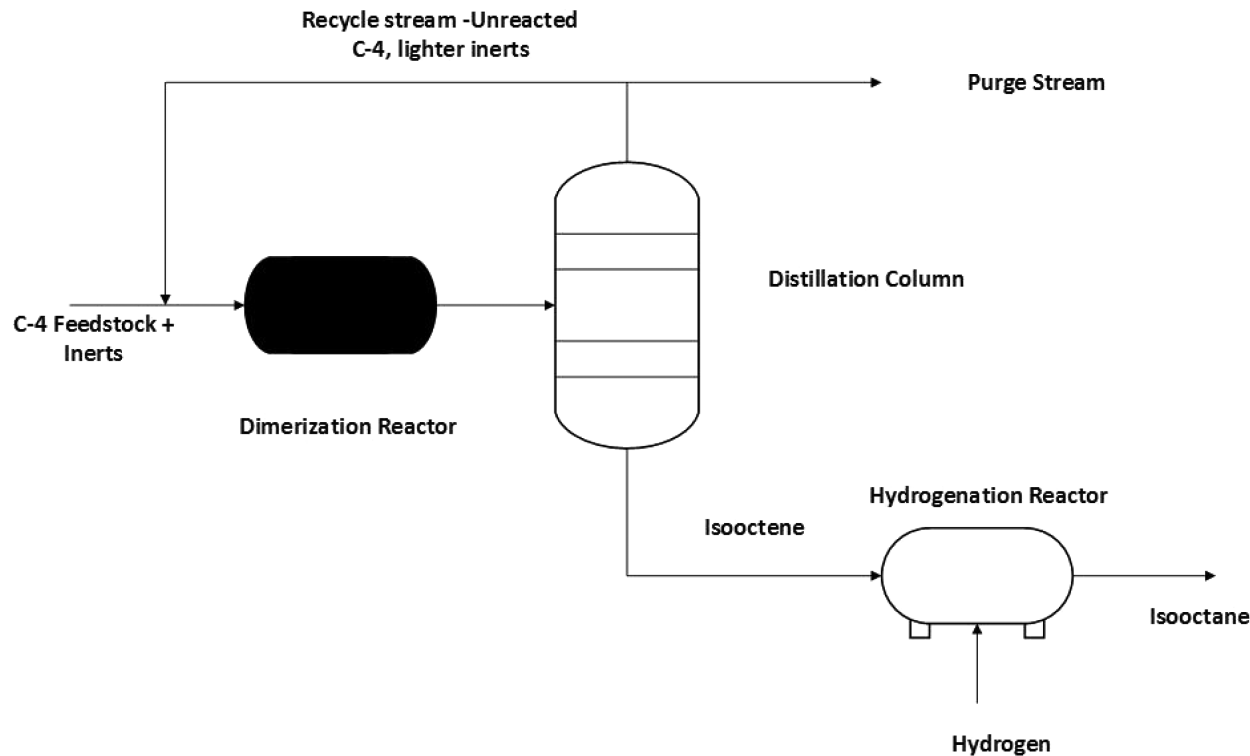 Recycle stream -Unreacted
C-4, lighter inerts
Purge Stream
Distillation Column
C-4 Feedstock +
Inerts
Dimerization Reactor
Hydrogenation Reactor
Isooctene
Isooctane
Hydrogen